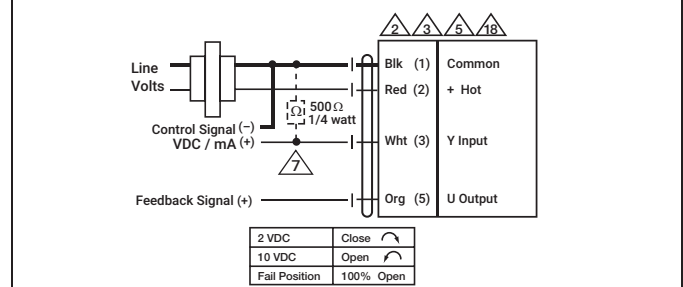 2 3 5 18
Line
Volts
Blk (1) Common
Red (2) + Hot
Ω 500 Ω
1/4 watt
Control Signal (−)
VDC / mA (+)
Wht (3) Y Input
7
Feedback Signal (+)
Org (5) U Output
2 VDC Close
10 VDC Open
Fail Position 100% Open